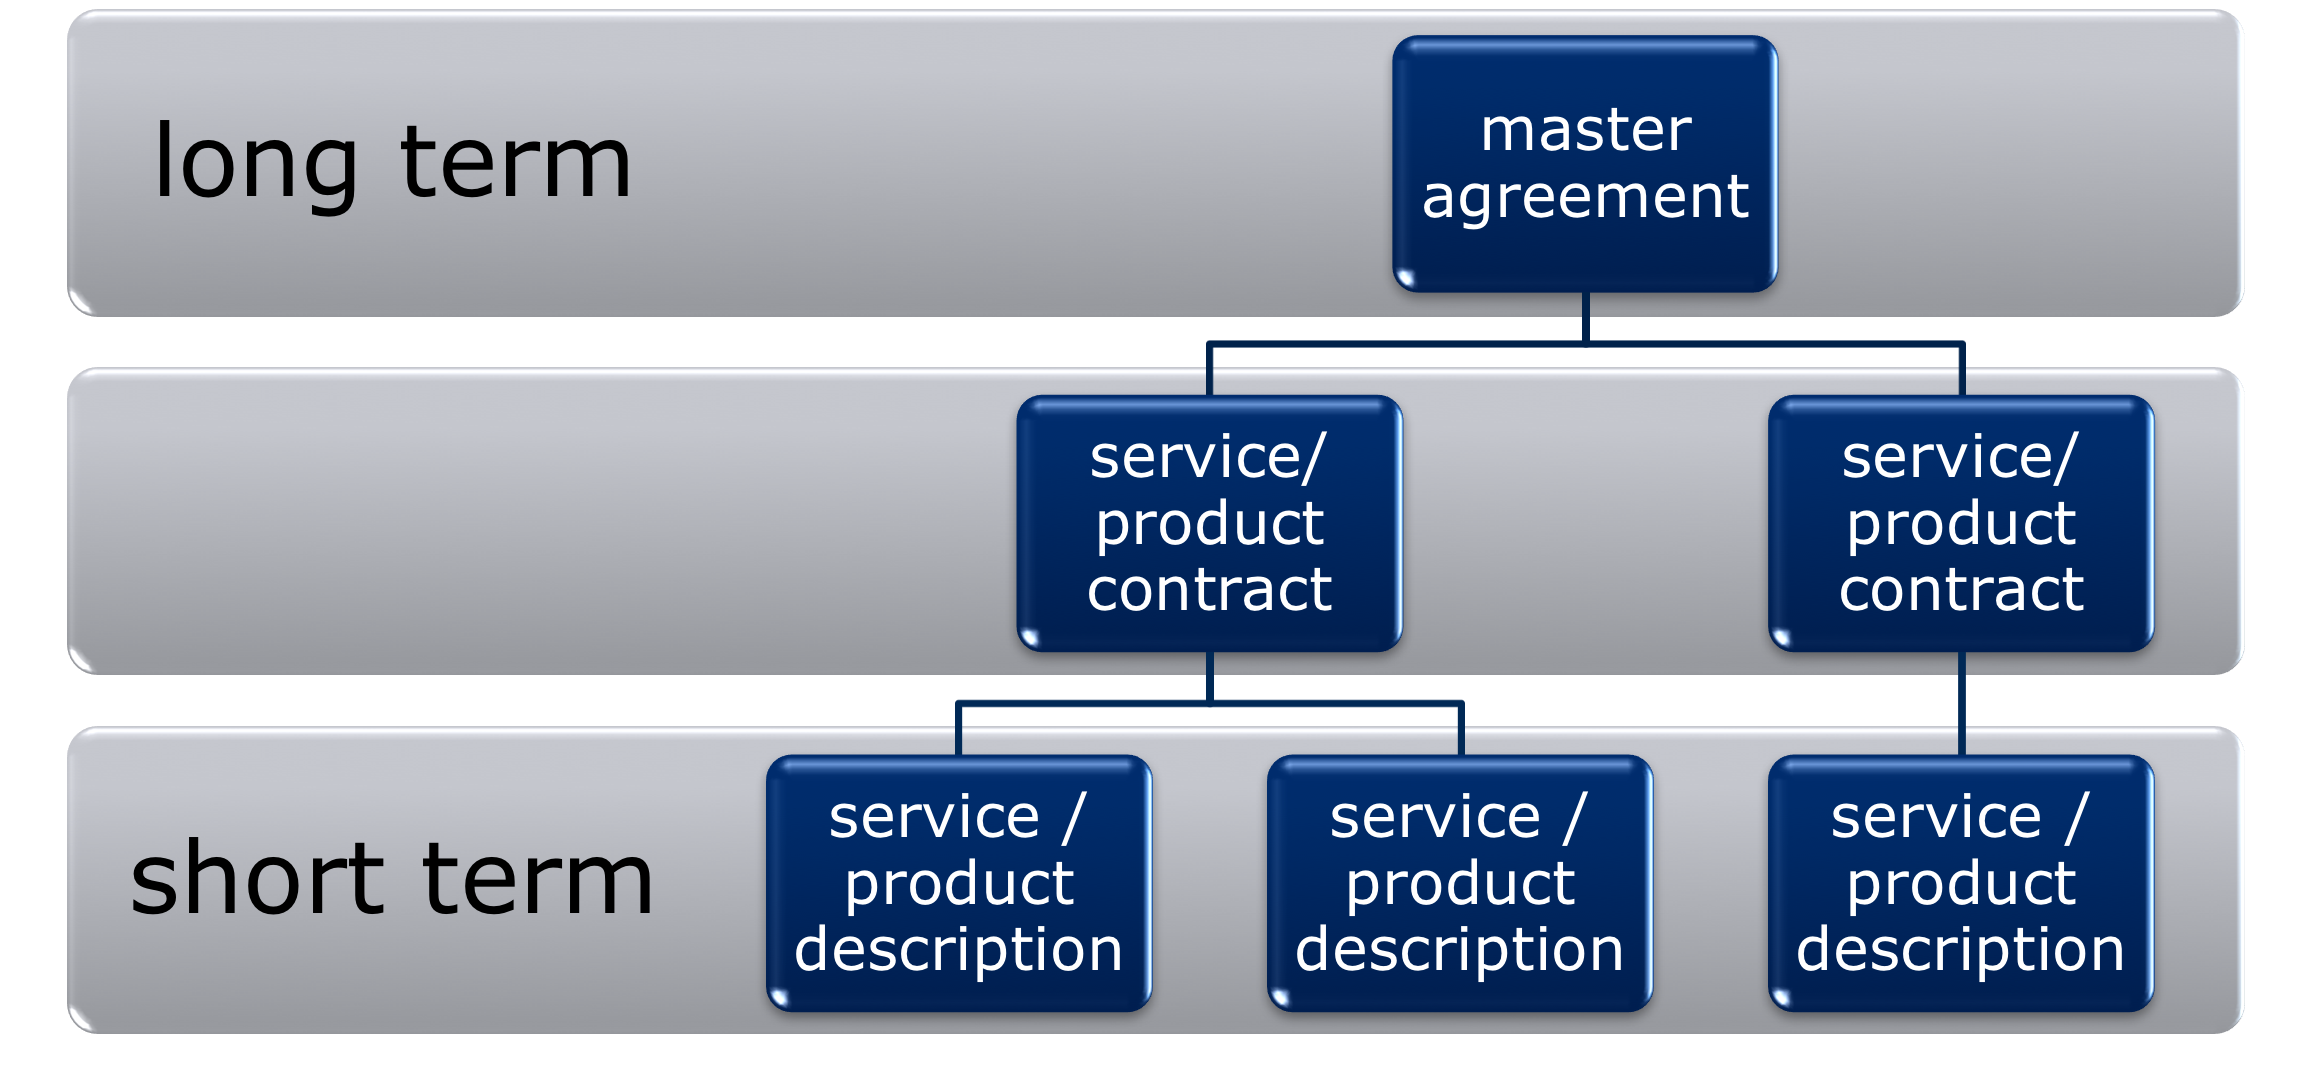 long term
master
agreement
service/
product
contract
service/
product
contract
short term
service /
product
description
service /
product
description
service /
product
description